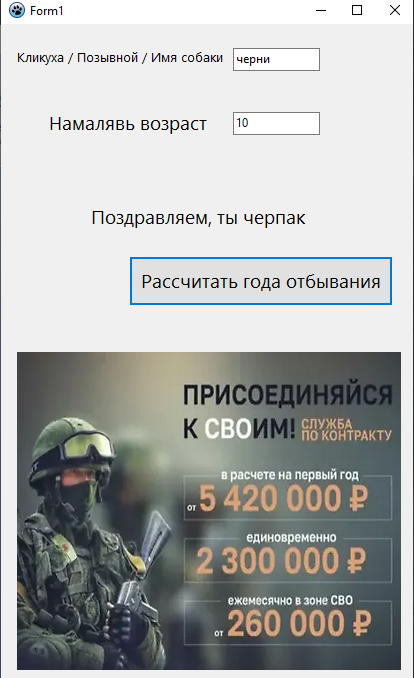 Form1
Кликуха / Позывной / Имя собаки
черни
Намалявь возраст
10
Поздравляем, ты черпак
Рассчитать года отбывания
ПРИСОЕДИНЯЙСЯ
К СВОИМ! СЛУЖБА
ПО КОНТРАКТУ
в расчете на первый год
от 5 420 000 ₽
единовременно
2 300 000 ₽
ежемесячно в зоне СВО
от 260 000 ₽